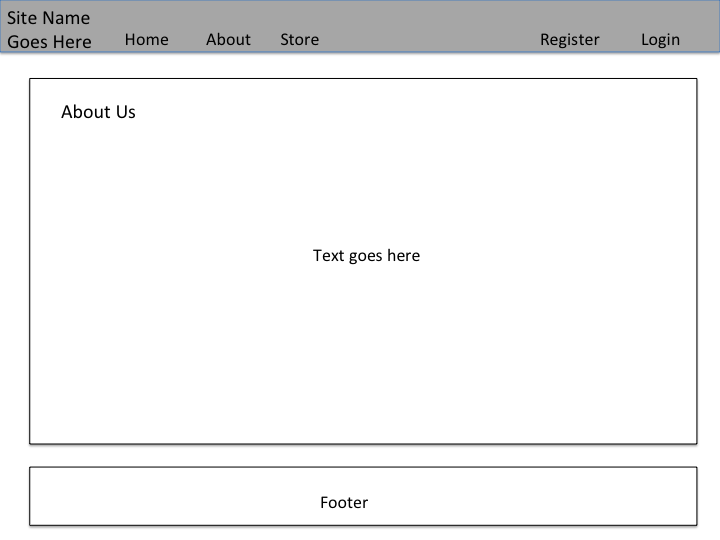 Site Name
Goes Here
Home About Store Register Login
About Us
Text goes here
Footer